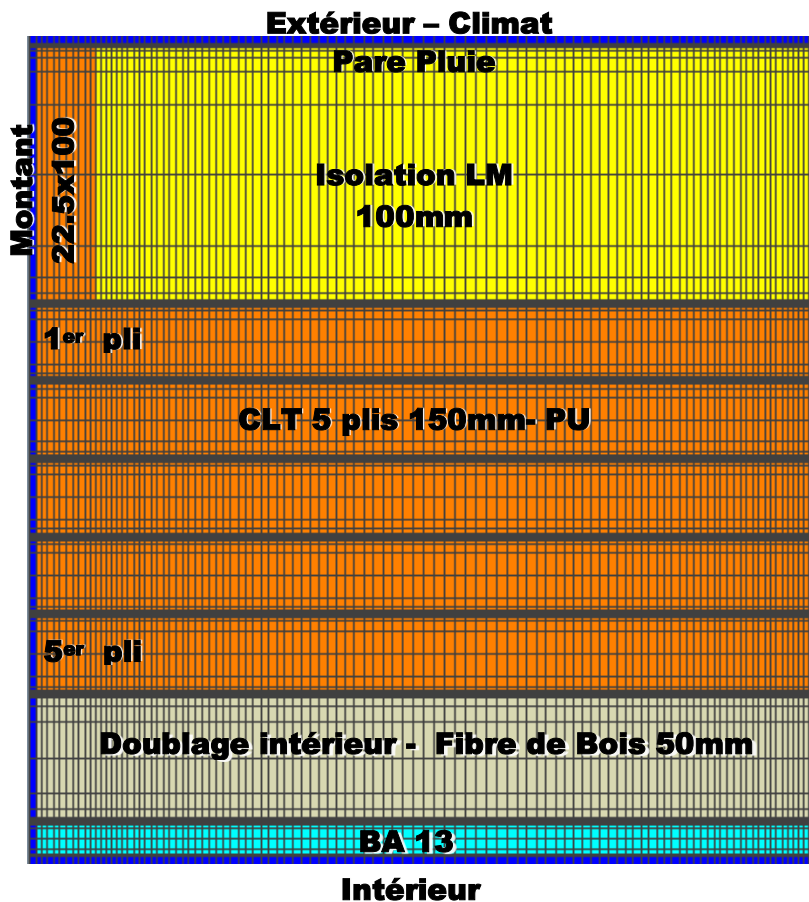 Extérieur – Climat
Pare Pluie
Montant
22.5x100
Isolation LM
100mm
1er pli
CLT 5 plis 150mm- PU
5er pli
Doublage intérieur - Fibre de Bois 50mm
BA 13
Intérieur